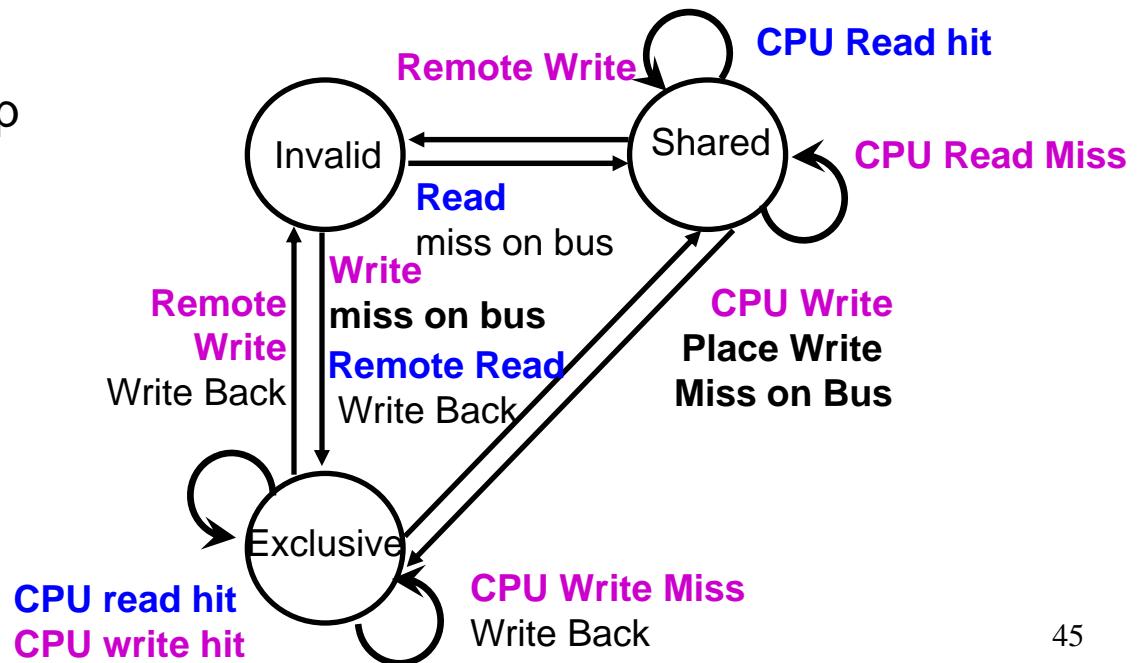 CPU Read hit
Remote Write
p
Invalid
Shared
CPU Read Miss
Read
miss on bus
Write
miss on bus
Remote
Write
Write Back
Remote Read
Write Back
CPU Write
Place Write
Miss on Bus
Exclusive
CPU read hit
CPU write hit
CPU Write Miss
Write Back
45